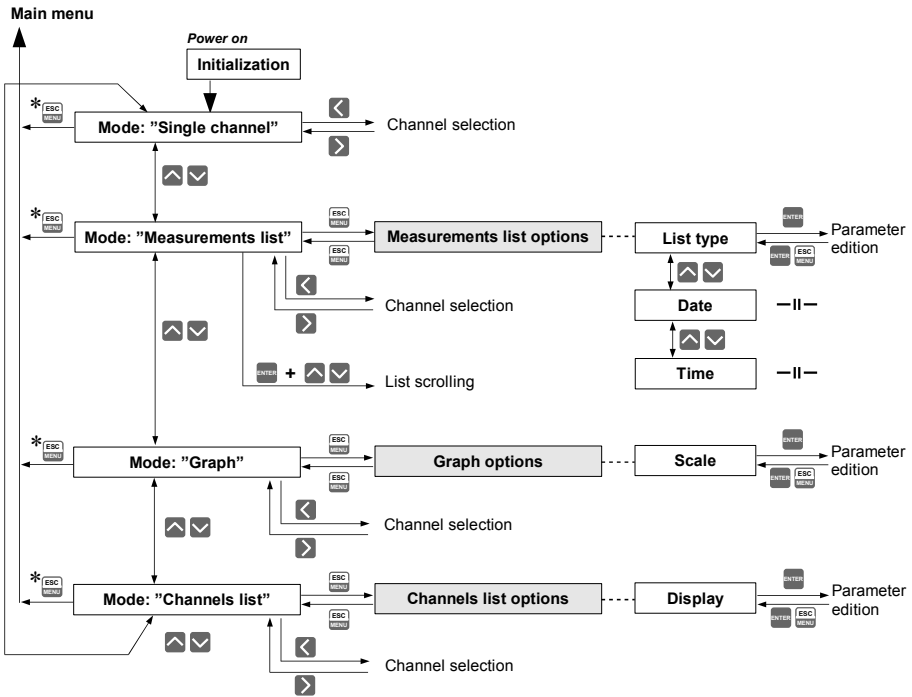 Main menu
Power on
Initialization
* ESC MENU
Mode: ”Single channel”
Channel selection
* ESC MENU
Mode: ”Measurements list”
ESC MENU
ESC MENU
Measurements list options
List type
ENTER
ENTER ESC MENU
Parameter
edition
Channel selection
Date
—II—
ENTER +
List scrolling
Time
—II—
* ESC MENU
Mode: ”Graph”
ESC MENU
ESC MENU
Graph options
Scale
ENTER
ENTER ESC MENU
Parameter
edition
Channel selection
* ESC MENU
Mode: ”Channels list”
ESC MENU
ESC MENU
Channels list options
Display
ENTER
ENTER ESC MENU
Parameter
edition
Channel selection